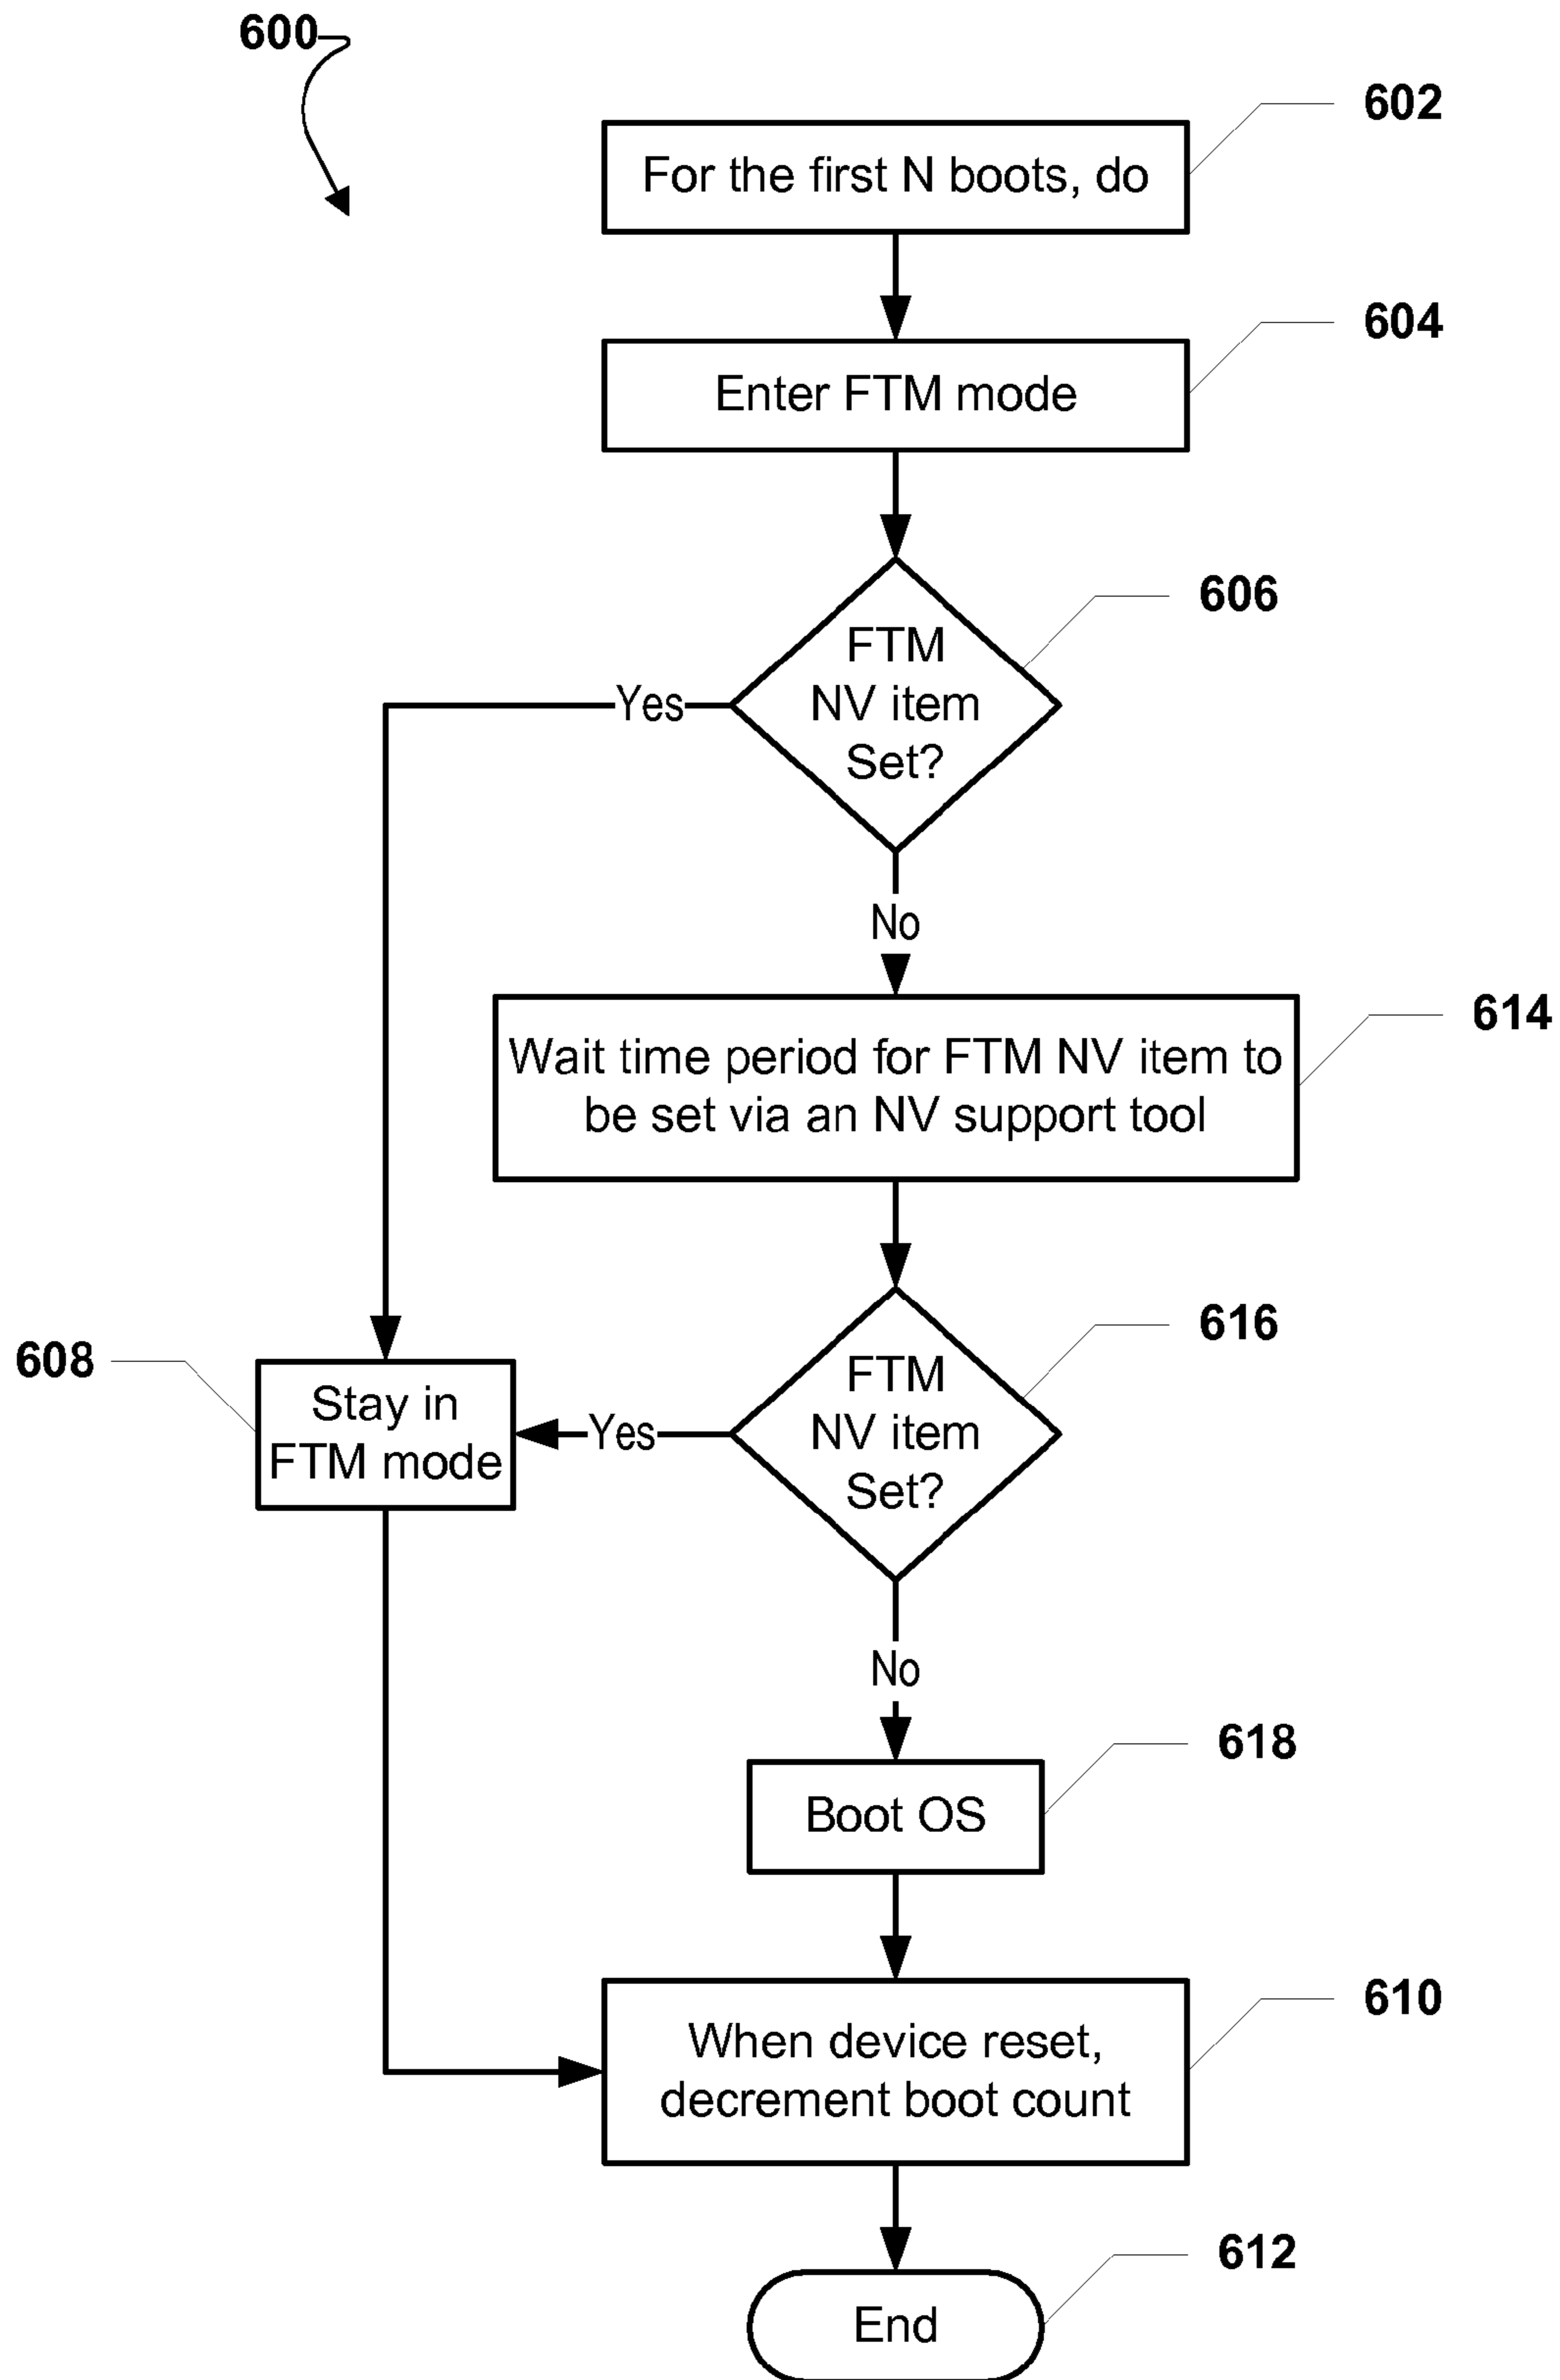 600
602
For the first N boots, do
604
Enter FTM mode
606
FTM
NV item
Set?
Yes
No
614
Wait time period for FTM NV item to
be set via an NV support tool
616
FTM
NV item
Set?
Yes
608
Stay in
FTM mode
No
618
Boot OS
610
When device reset,
decrement boot count
612
End